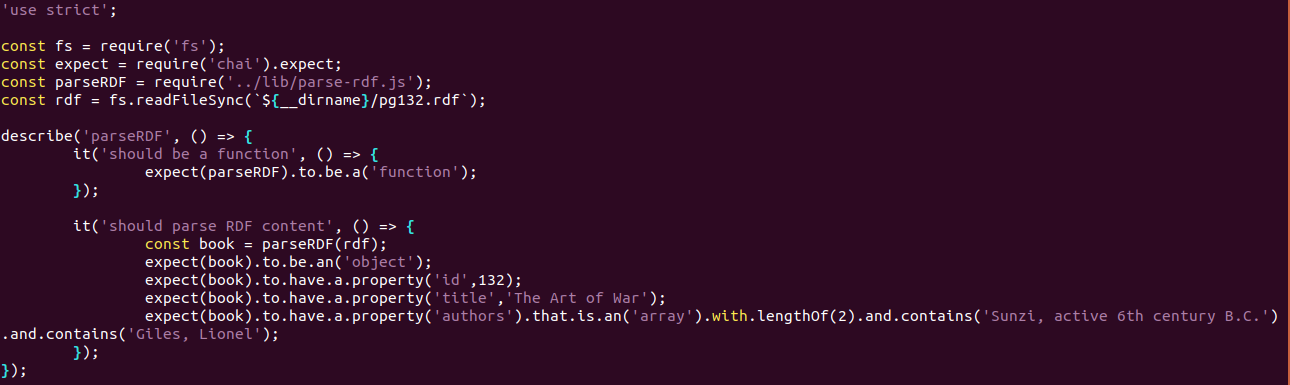 'use strict';

const fs = require('fs');
const expect = require('chai').expect;
const parseRDF = require('../lib/parse-rdf.js');
const rdf = fs.readFileSync(`${__dirname}/pg132.rdf`);

describe('parseRDF', () => {
        it('should be a function', () => {
                expect(parseRDF).to.be.a('function');
        });

        it('should parse RDF content', () => {
                const book = parseRDF(rdf);
                expect(book).to.be.an('object');
                expect(book).to.have.a.property('id',132);
                expect(book).to.have.a.property('title','The Art of War');
                expect(book).to.have.a.property('authors').that.is.an('array').with.lengthOf(2).and.contains('Sunzi, active 6th century B.C.')
.and.contains('Giles, Lionel');
        });
});